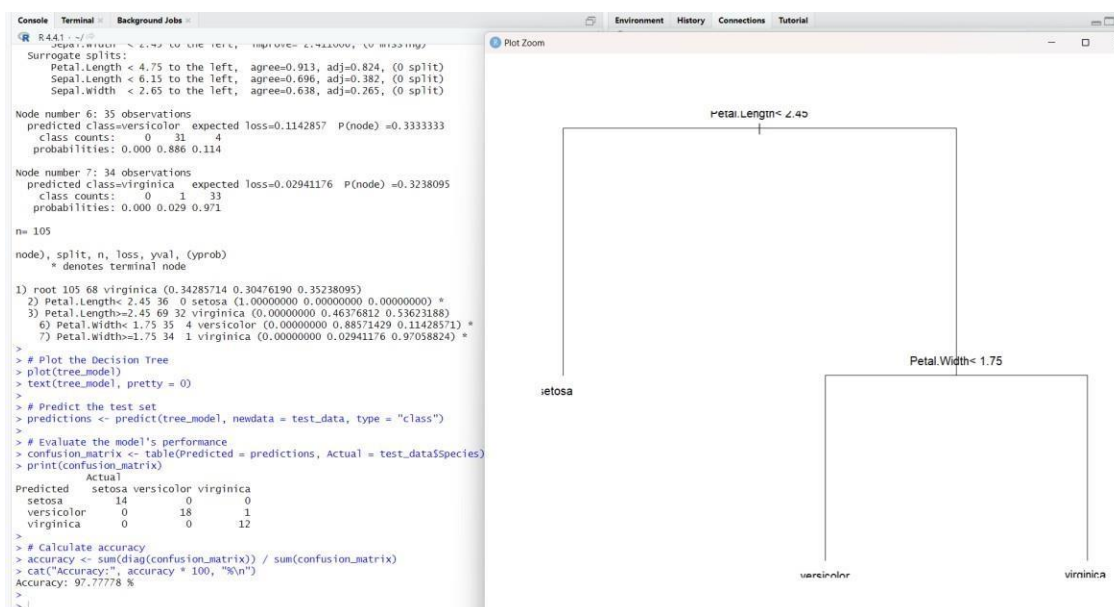 Console Terminal Background Jobs
Environment History Connections Tutorial
R 4.4.1 · ~/
Sepal.Width < 2.45 to the left, improve= 2.411000, (0 missing)
Surrogate splits:
Petal.Length < 4.75 to the left, agree=0.913, adj=0.824, (0 split)
Sepal.Length < 6.15 to the left, agree=0.696, adj=0.382, (0 split)
Sepal.Width < 2.65 to the left, agree=0.638, adj=0.265, (0 split)
Node number 6: 35 observations
predicted class=versicolor expected loss=0.1142857 P(node) =0.3333333
class counts: 0 31 4
probabilities: 0.000 0.886 0.114
Node number 7: 34 observations
predicted class=virginica expected loss=0.02941176 P(node) =0.3238095
class counts: 0 1 33
probabilities: 0.000 0.029 0.971
n= 105
node), split, n, loss, yval, (yprob)
* denotes terminal node
1) root 105 68 virginica (0.34285714 0.30476190 0.35238095)
2) Petal.Length< 2.45 36 0 setosa (1.00000000 0.00000000 0.00000000) *
3) Petal.Length>=2.45 69 32 virginica (0.00000000 0.46376812 0.53623188)
6) Petal.Width< 1.75 35 4 versicolor (0.00000000 0.88571429 0.11428571) *
7) Petal.Width>=1.75 34 1 virginica (0.00000000 0.02941176 0.97058824) *
>
> # Plot the Decision Tree
> plot(tree_model)
> text(tree_model, pretty = 0)
>
> # Predict the test set
> predictions <- predict(tree_model, newdata = test_data, type = "class")
>
> # Evaluate the model's performance
> confusion_matrix <- table(Predicted = predictions, Actual = test_data$Species)
> print(confusion_matrix)
Actual
Predicted setosa versicolor virginica
setosa 14 0 0
versicolor 0 18 1
virginica 0 0 12
>
> # Calculate accuracy
> accuracy <- sum(diag(confusion_matrix)) / sum(confusion_matrix)
> cat("Accuracy:", accuracy * 100, "%\n")
Accuracy: 97.77778 %
>
>
Plot Zoom
Petal.Length< 2.45
Petal.Width< 1.75
setosa
versicolor
virginica